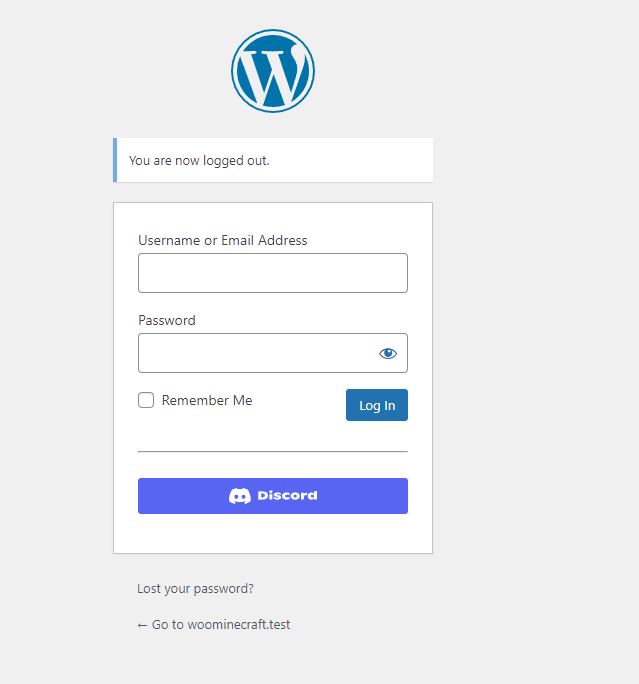 You are now logged out.
Username or Email Address
Password
Remember Me
Log In
Discord
Lost your password?
← Go to woominecraft.test